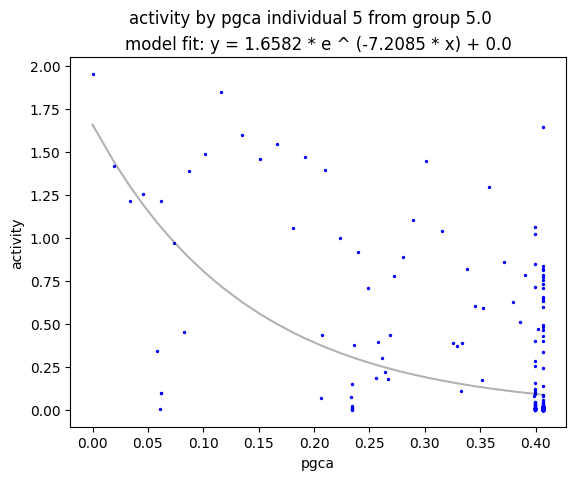 activity by pgca individual 5 from group 5.0
model fit: y = 1.6582 * e ^ (-7.2085 * x) + 0.0
2.00
1.75
1.50
1.25
1.00
0.75
0.50
0.25
0.00
activity
0.00 0.05 0.10 0.15 0.20 0.25 0.30 0.35 0.40
pgca